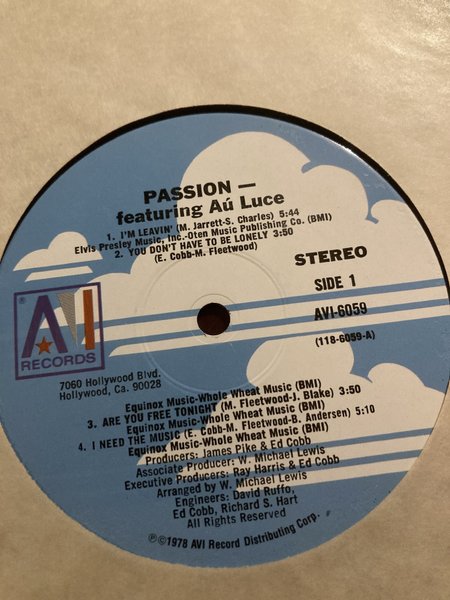 PASSION —
featuring Aú Luce
1. I'M LEAVIN' (M. Jarrett-S. Charles) 5:44
Elvis Presley Music, Inc.-Oten Music Publishing Co. (BMI)
2. YOU DON'T HAVE TO BE LONELY 3:50
(E. Cobb-M. Fleetwood)
STEREO
SIDE 1
AVI-6059
(118-6059-A)
AVI
RECORDS
7060 Hollywood Blvd.
Hollywood, Ca. 90028
Equinox Music-Whole Wheat Music (BMI)
3. ARE YOU FREE TONIGHT (M. Fleetwood-J. Blake) 3:50
Equinox Music-Whole Wheat Music (BMI)
4. I NEED THE MUSIC (E. Cobb-M. Fleetwood-B. Andersen) 5:10
Equinox Music-Whole Wheat Music (BMI)
Producers: James Pike & Ed Cobb
Associate Producer: W. Michael Lewis
Executive Producers: Ray Harris & Ed Cobb
Arranged by W. Michael Lewis
Engineers: David Ruffo,
Ed Cobb, Richard S. Hart
All Rights Reserved
℗©1978 AVI Record Distributing Corp.